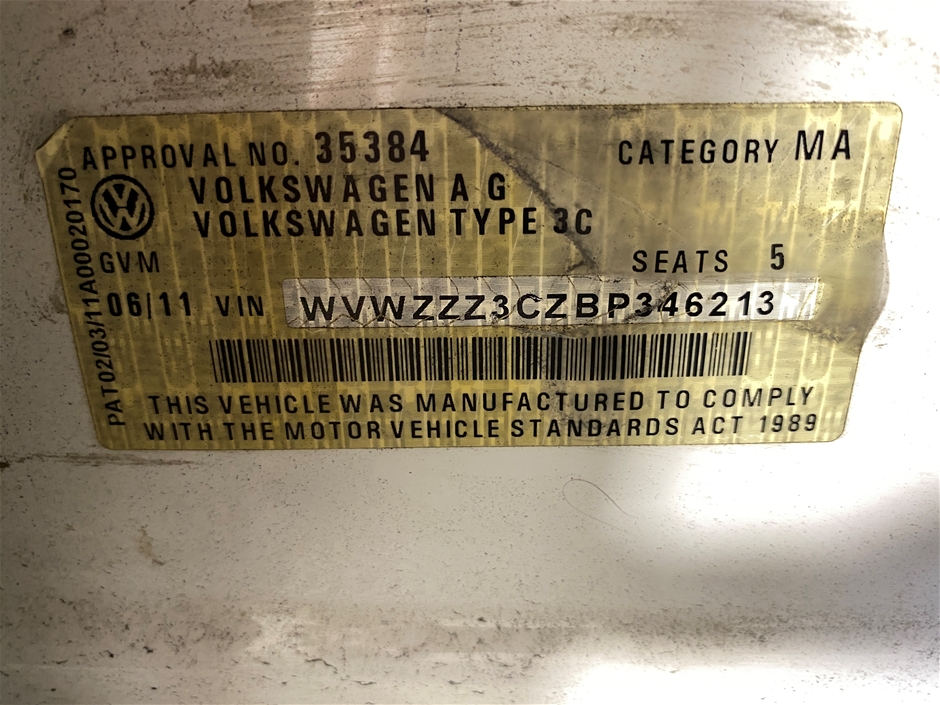 APPROVAL NO. 35384 CATEGORY MA
VOLKSWAGEN A G
VOLKSWAGEN TYPE 3C
GVM SEATS 5
06/11 VIN WVWZZZ3CZBP346213
THIS VEHICLE WAS MANUFACTURED TO COMPLY
WITH THE MOTOR VEHICLE STANDARDS ACT 1989
PAT02/03/11A000020170